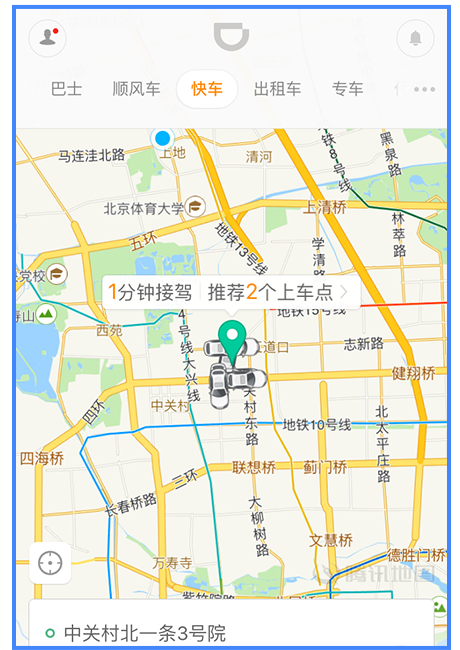 巴士 顺风车 快车 出租车 专车
马连洼北路
上地
清河
地铁8号线
黑泉路
北京体育大学
上清桥
林萃路
五环
地铁13号线
学清路
党校
1分钟接驾 推荐2个上车点
寿山
4号线大兴线
地铁15号线
西苑
五道口
志新路
健翔桥
中关村
关村东路
四环
地铁10号线
北太平庄路
四海桥
联想桥
蓟门桥
三环
长春桥路
大柳树路
文慧桥
万寿寺
德胜门桥
腾讯地图
紫竹院路
中关村北一条3号院